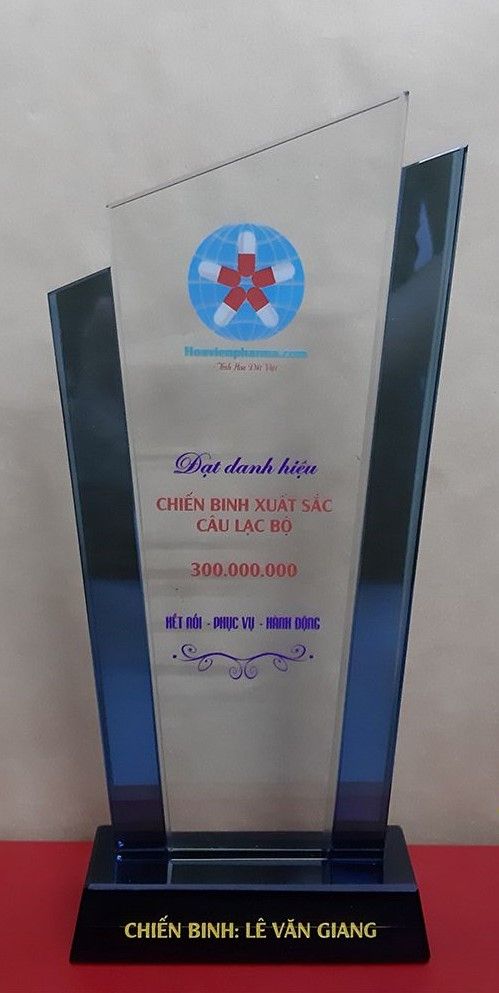 Hoavienpharma.com
Tinh Hoa Đất Việt
Đạt danh hiệu
CHIẾN BINH XUẤT SẮC
CÂU LẠC BỘ
300.000.000
KẾT NỐI - PHỤC VỤ - HÀNH ĐỘNG
CHIẾN BINH: LÊ VĂN GIANG